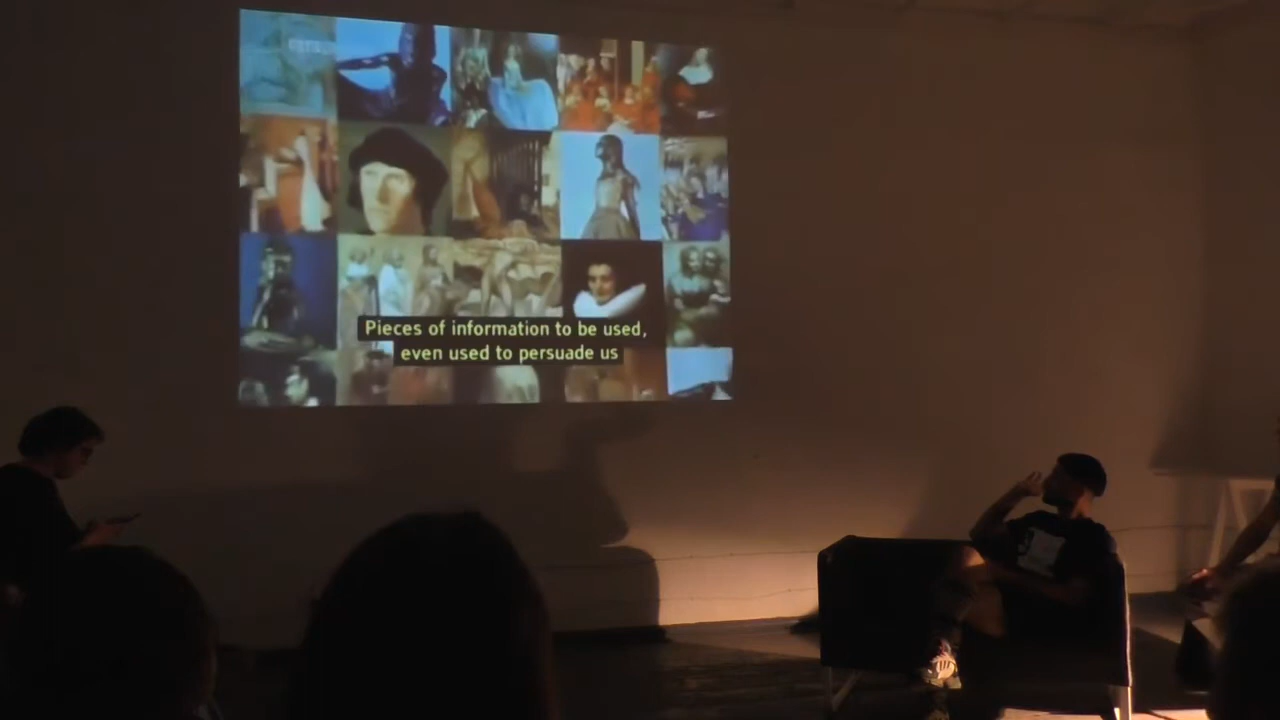 Pieces of information to be used,
even used to persuade us